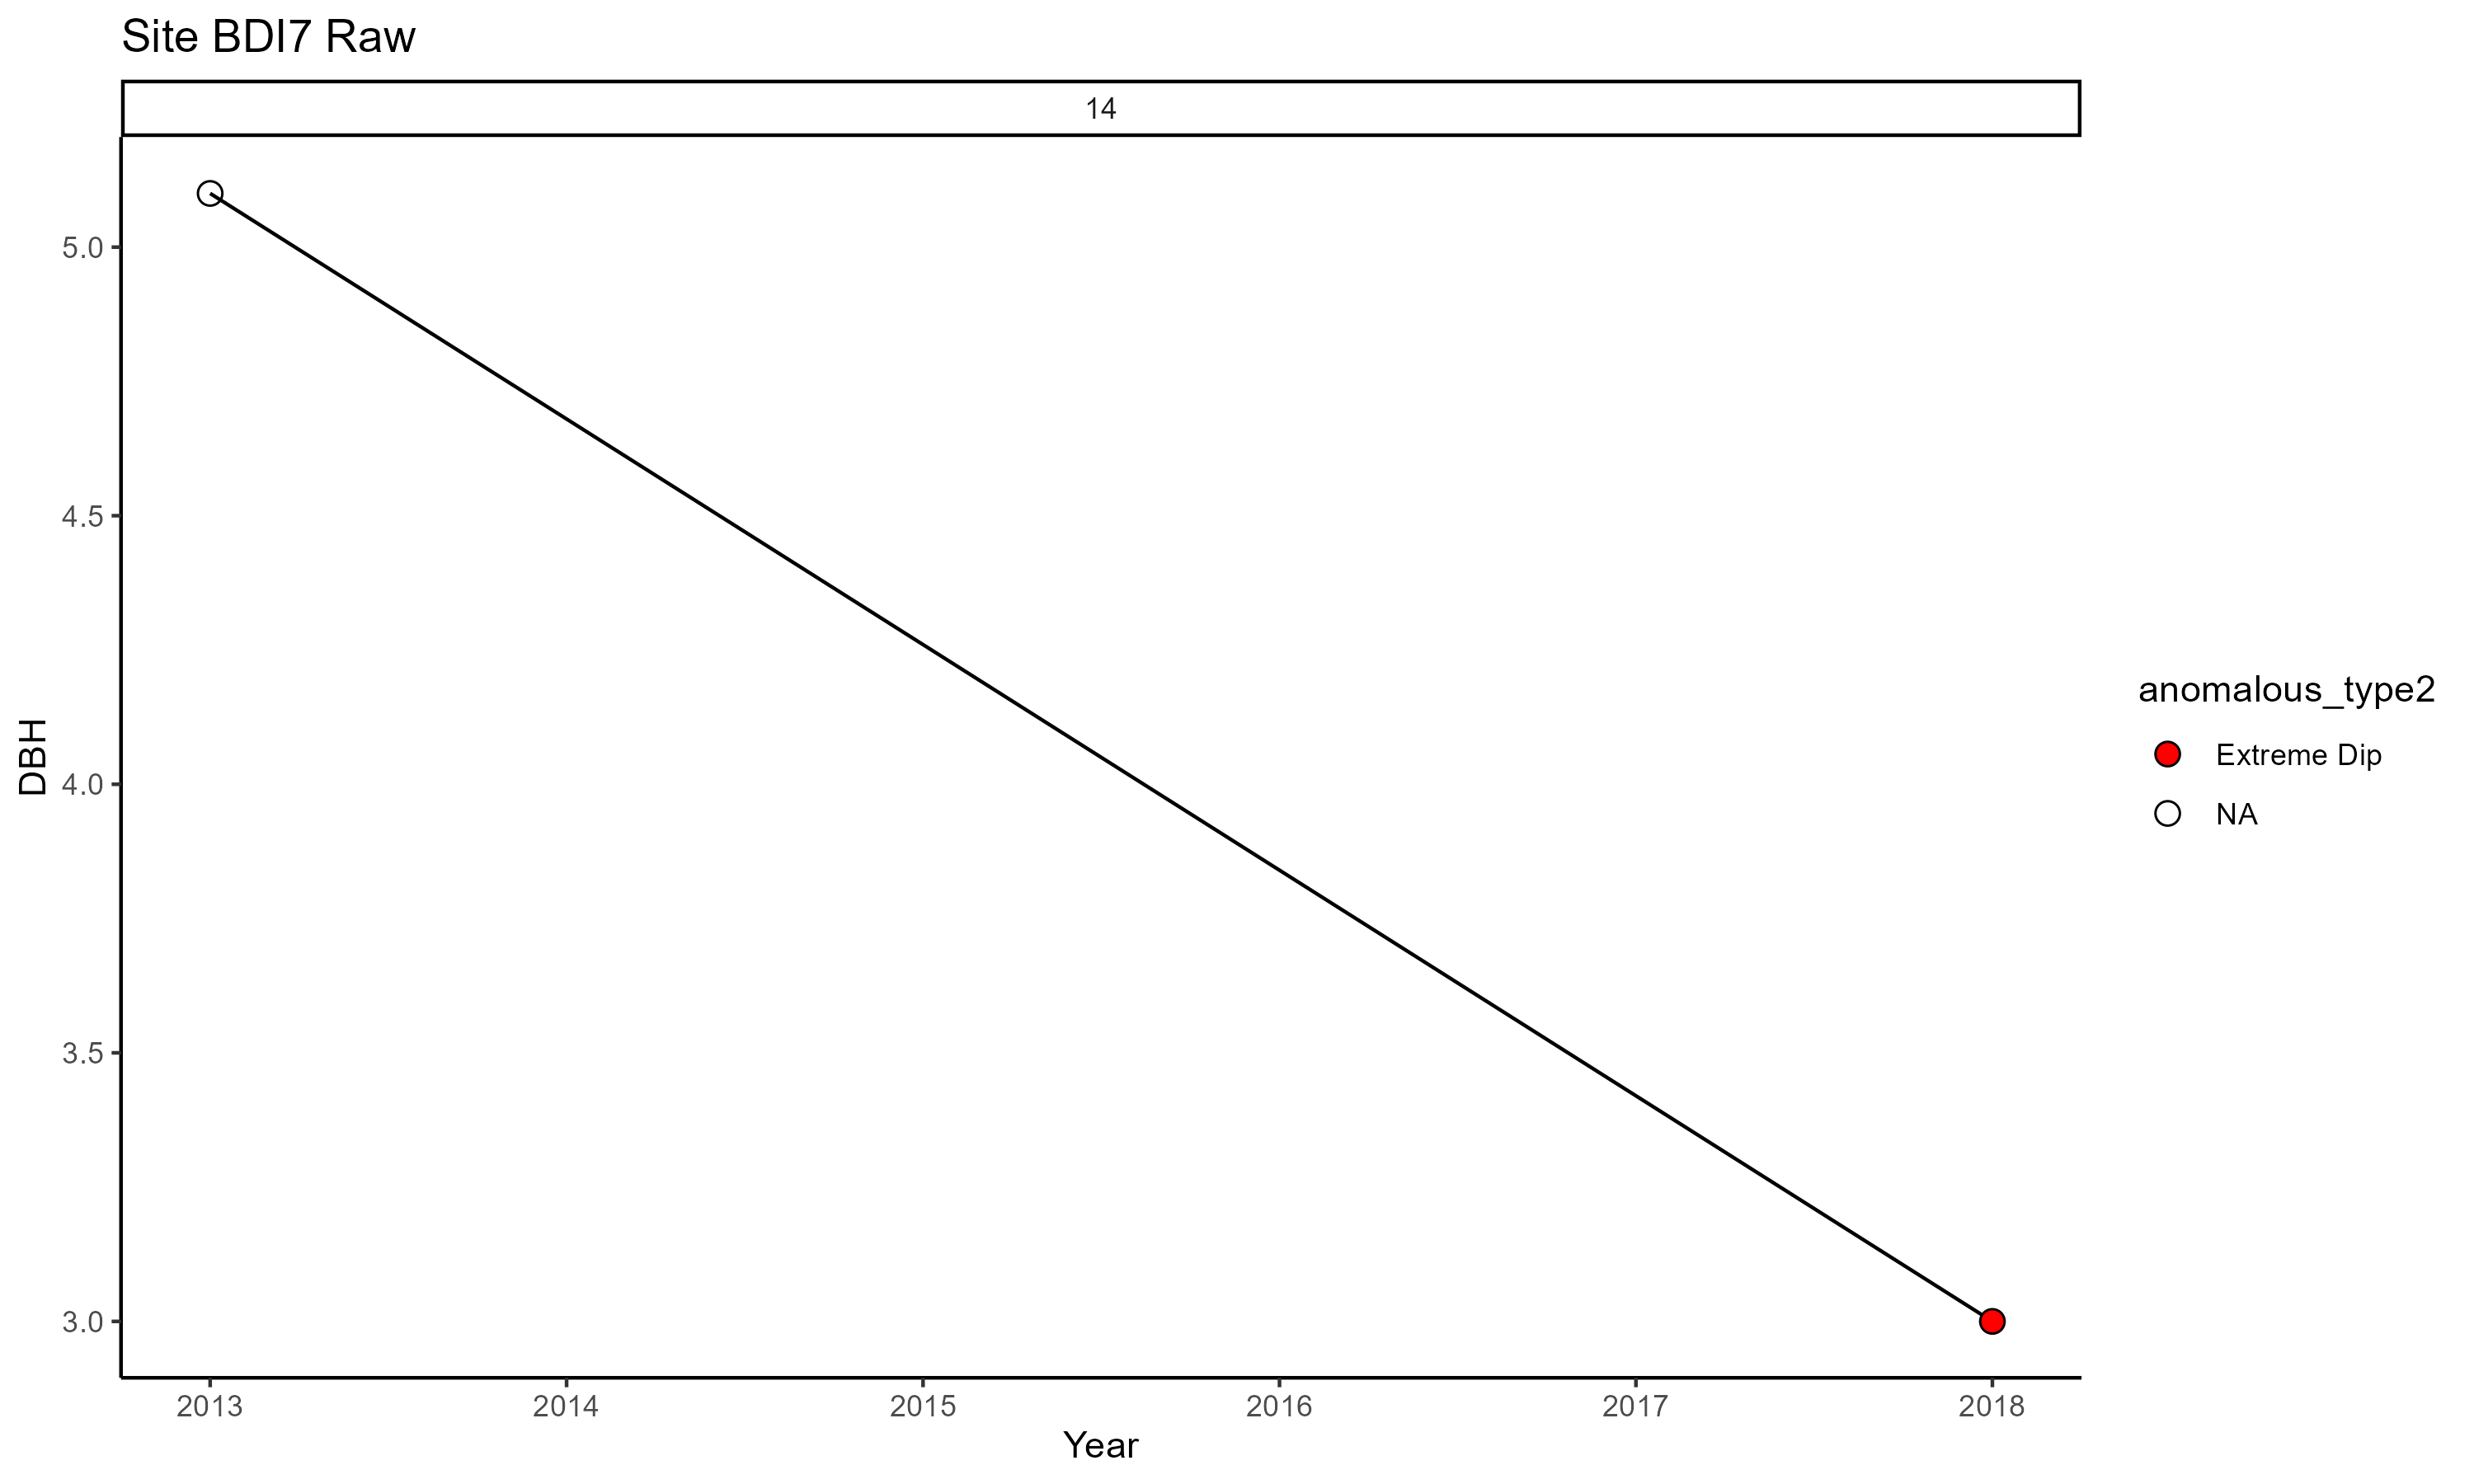 Site BDI7 Raw
14
5.0
4.5
4.0
3.5
3.0
DBH
2013 2014 2015 2016 2017 2018
Year
anomalous_type2
Extreme Dip
NA